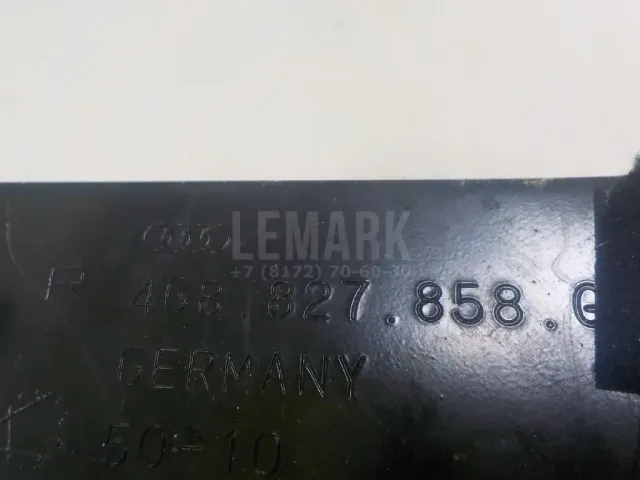 LEMARK
+7 (8172) 70-60-30
4G8.827.858.G
GERMANY
50-10